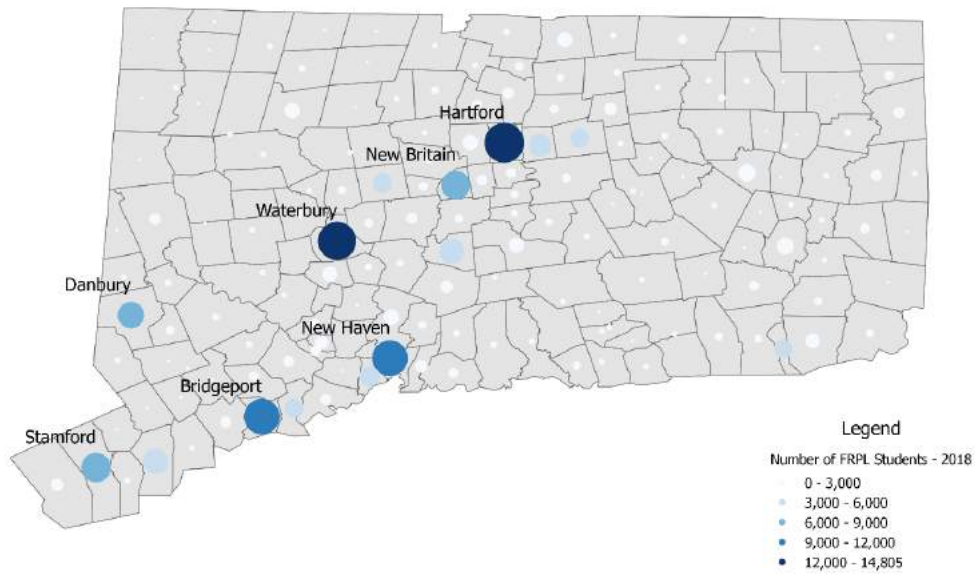 Hartford
New Britain
Waterbury
Danbury
New Haven
Bridgeport
Stamford
Legend
Number of FRPL Students - 2018
0 - 3,000
3,000 - 6,000
6,000 - 9,000
9,000 - 12,000
12,000 - 14,805